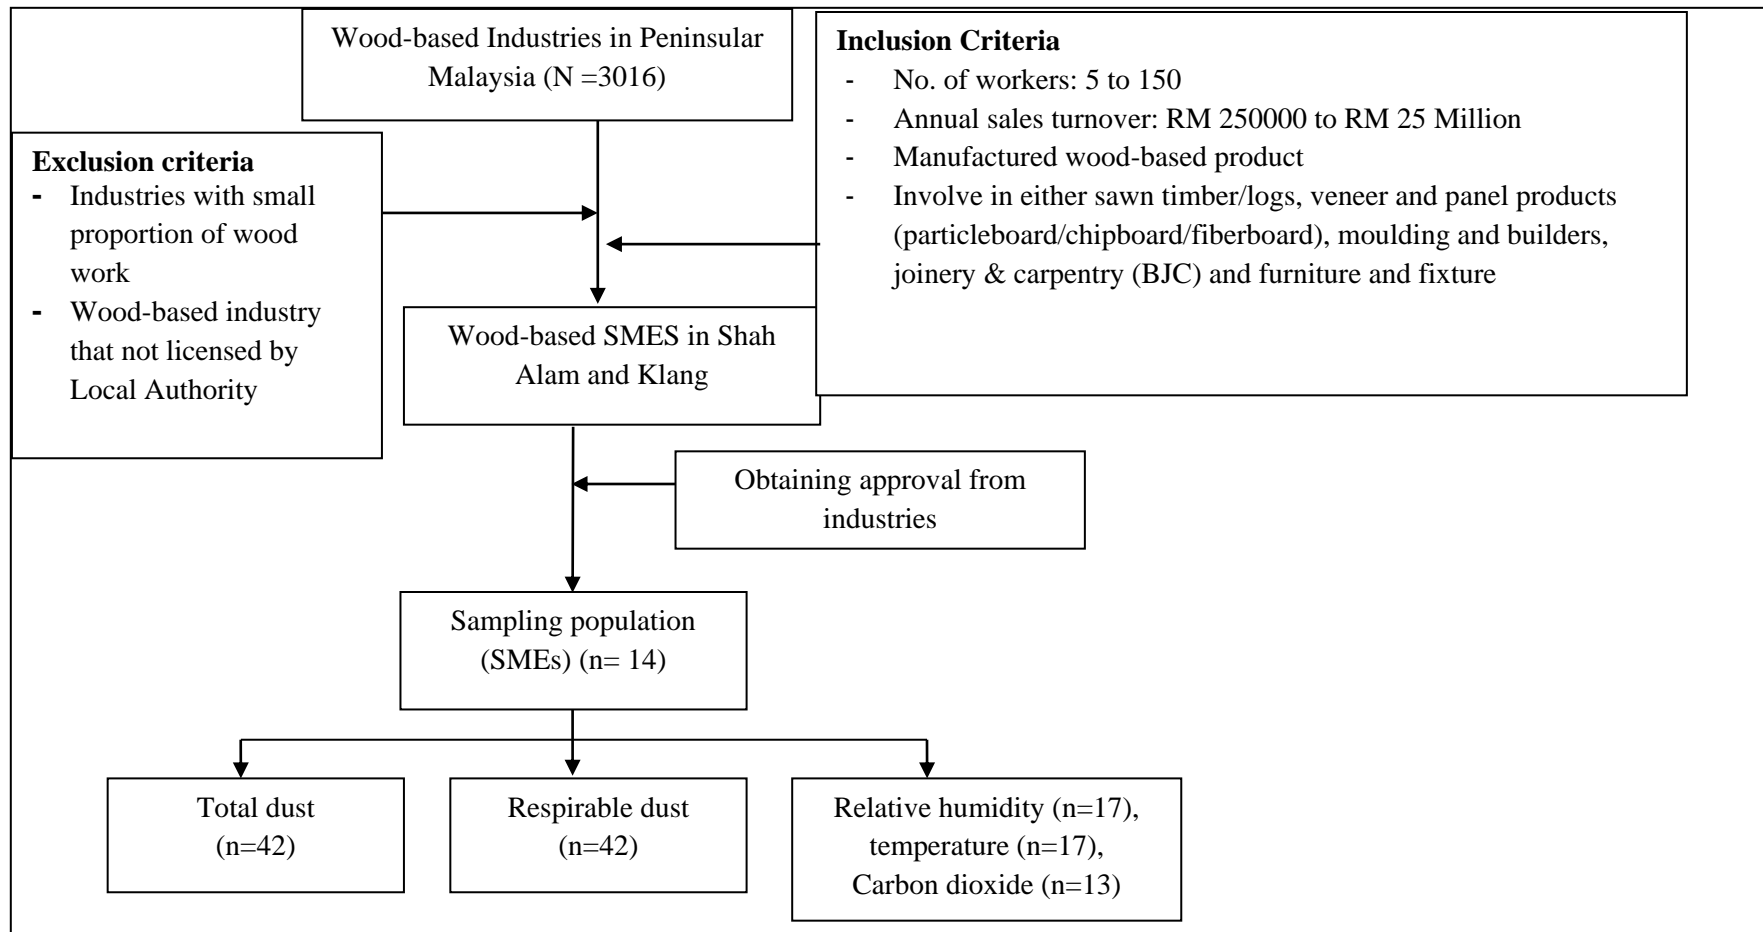 Wood-based Industries in Peninsular
Malaysia (N =3016)
Inclusion Criteria
- No. of workers: 5 to 150
- Annual sales turnover: RM 250000 to RM 25 Million
- Manufactured wood-based product
- Involve in either sawn timber/logs, veneer and panel products
(particleboard/chipboard/fiberboard), moulding and builders,
joinery & carpentry (BJC) and furniture and fixture
Exclusion criteria
- Industries with small
proportion of wood
work
- Wood-based industry
that not licensed by
Local Authority
Wood-based SMES in Shah
Alam and Klang
Obtaining approval from
industries
Sampling population
(SMEs) (n= 14)
Total dust
(n=42)
Respirable dust
(n=42)
Relative humidity (n=17),
temperature (n=17),
Carbon dioxide (n=13)